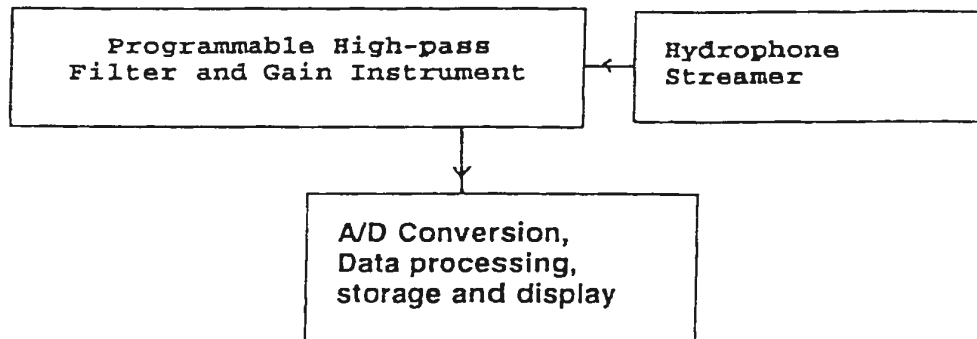 Programmable High-pass
Filter and Gain Instrument
Hydrophone
Streamer
A/D Conversion,
Data processing,
storage and display